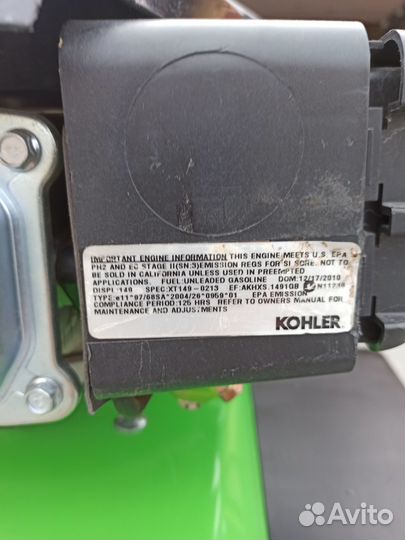 IMPORTANT ENGINE INFORMATION THIS ENGINE MEETS U.S. EPA
PH2 AND EC STAGE II(SN:3)EMISSION REGS FOR SI SORE. NOT TO
BE SOLD IN CALIFORNIA UNLESS USED IN PREEMPTED
APPLICATIONS. FUEL:UNLEADED GASOLINE DOM:12/17/2010
DISPL:149 SPEC:XT149-0213 EF:AKHXS.1491GB N11236
TYPE:e11*97/68SA*2004/26*0959*01 EPA EMISSION
COMPLIANCE PERIOD:125 HRS REFER TO OWNERS MANUAL FOR
MAINTENANCE AND ADJUSTMENTS
KOHLER
Avito